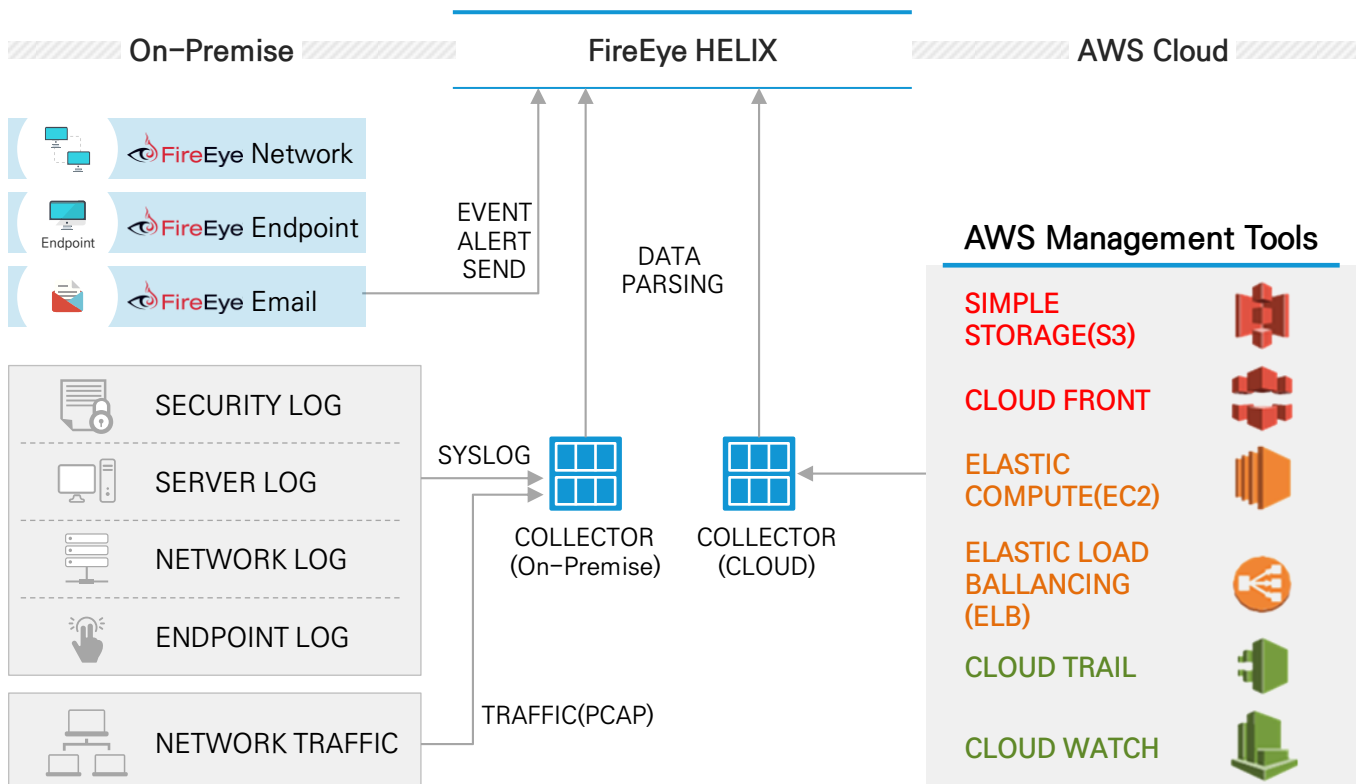 On-Premise
FireEye HELIX
AWS Cloud
FireEye Network
Endpoint
FireEye Endpoint
FireEye Email
EVENT
ALERT
SEND
DATA
PARSING
SECURITY LOG
SERVER LOG
NETWORK LOG
ENDPOINT LOG
NETWORK TRAFFIC
SYSLOG
TRAFFIC(PCAP)
COLLECTOR
(On-Premise)
COLLECTOR
(CLOUD)
AWS Management Tools
SIMPLE
STORAGE(S3)
CLOUD FRONT
ELASTIC
COMPUTE(EC2)
ELASTIC LOAD
BALLANCING
(ELB)
CLOUD TRAIL
CLOUD WATCH